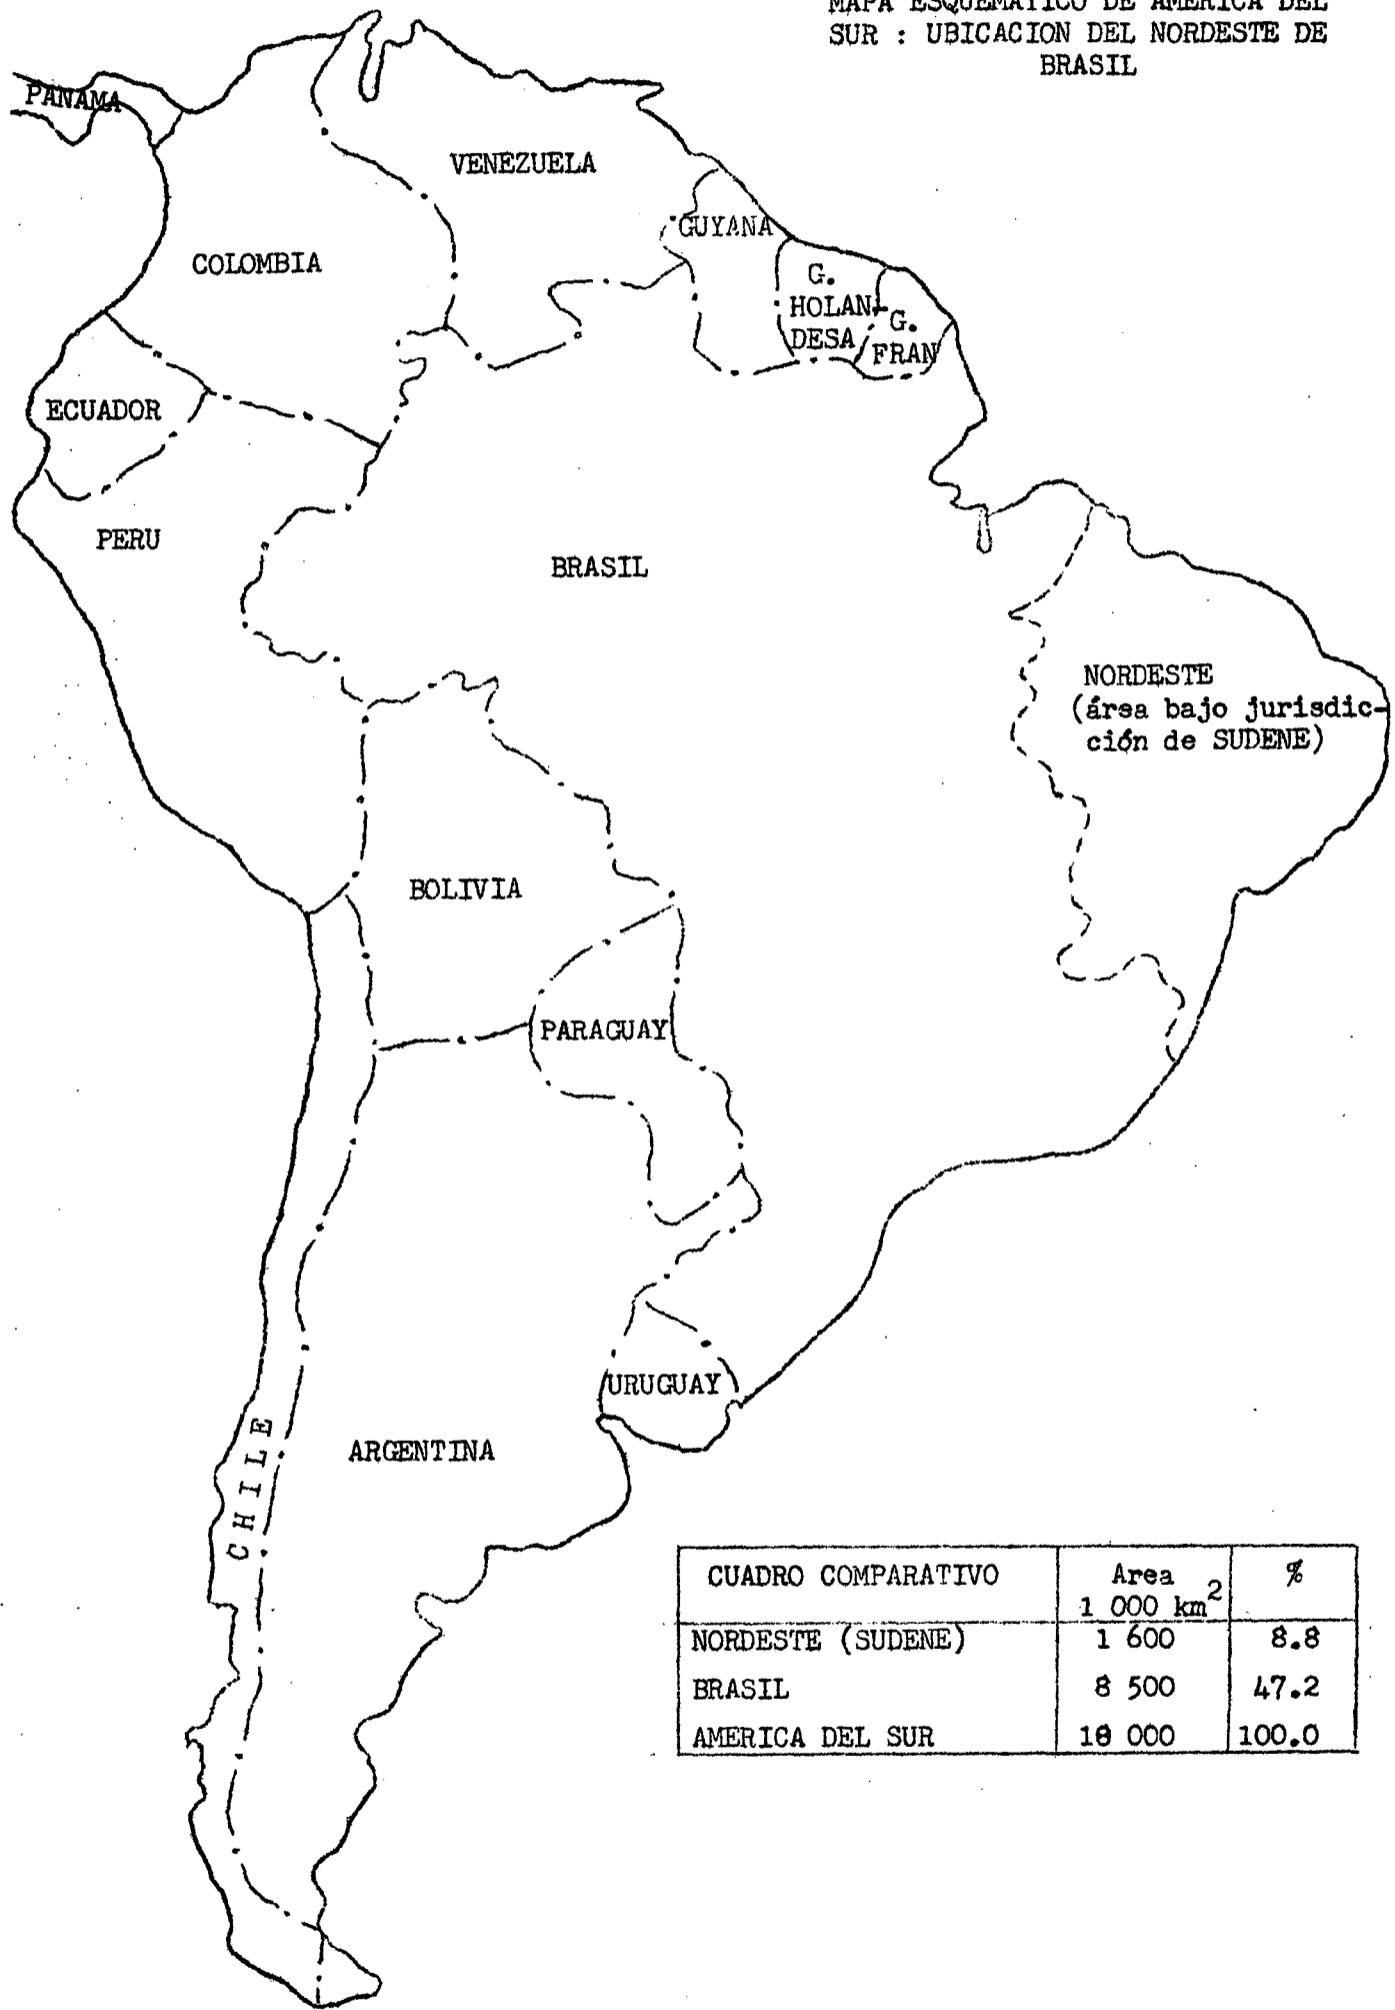 MAPA ESQUEMATICO DE AMERICA DEL
SUR : UBICACION DEL NORDESTE DE
BRASIL
PANAMA
VENEZUELA
GUYANA
COLOMBIA
G.
HOLAN-
DESA
G.
FRAN
ECUADOR
PERU
BRASIL
NORDESTE
(área bajo jurisdic-
ción de SUDENE)
BOLIVIA
PARAGUAY
URUGUAY
ARGENTINA
CHILE
CUADRO COMPARATIVO Area 1 000 km² %
NORDESTE (SUDENE) 1 600 8.8
BRASIL 8 500 47.2
AMERICA DEL SUR 18 000 100.0